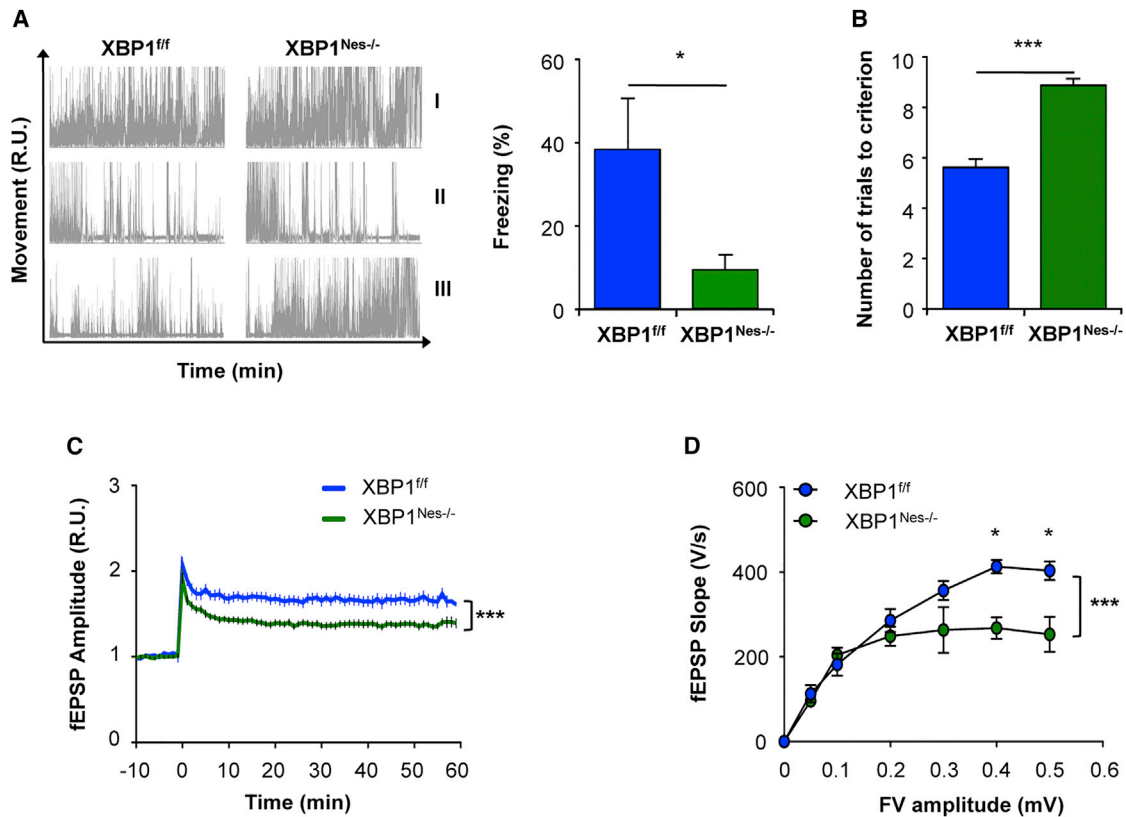 A
XBP1f/f
XBP1Nes-/-
Movement (R.U.)
I
II
III
Time (min)
*
Freezing (%)
60
40
20
0
XBP1f/f
XBP1Nes-/-
B
***
Number of trials to criterion
12
10
8
6
4
2
0
XBP1f/f
XBP1Nes-/-
C
XBP1f/f
XBP1Nes-/-
fEPSP Amplitude (R.U.)
3
2
1
0
***
-10 0 10 20 30 40 50 60
Time (min)
D
XBP1f/f
XBP1Nes-/-
fEPSP Slope (V/s)
600
400
200
0
* *
***
0 0.1 0.2 0.3 0.4 0.5 0.6
FV amplitude (mV)